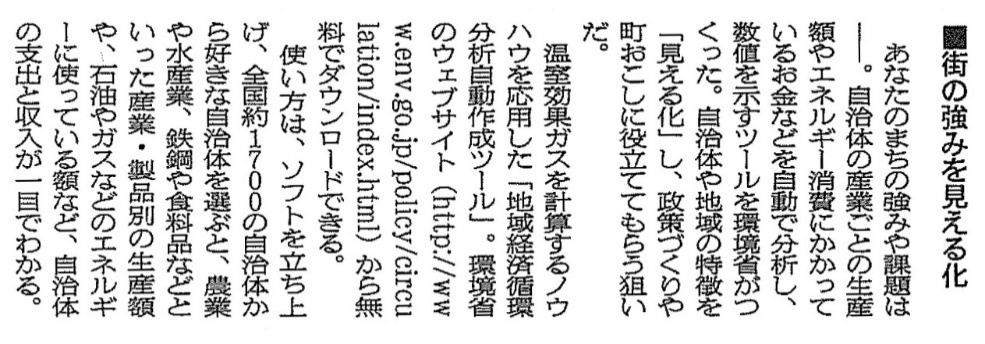 ■街の強みを見える化
あなたのまちの強みや課題は
――。自治体の産業ごとの生産
額やエネルギー消費にかかって
いるお金などを自動で分析し、
数値を示すツールを環境省がつ
くった。自治体や地域の特徴を
「見える化」し、政策づくりや
町おこしに役立ててもらう狙い
だ。
温室効果ガスを計算するノウ
ハウを応用した「地域経済循環
分析自動作成ツール」。環境省
のウェブサイト（http://ww
w.env.go.jp/policy/circu
lation/index.html）から無
料でダウンロードできる。
使い方は、ソフトを立ち上
げ、全国約1700の自治体か
ら好きな自治体を選ぶと、農業
や水産業、鉄鋼や食料品などと
いった産業・製品別の生産額
や、石油やガスなどのエネルギ
ーに使っている額など、自治体
の支出と収入が一目でわかる。